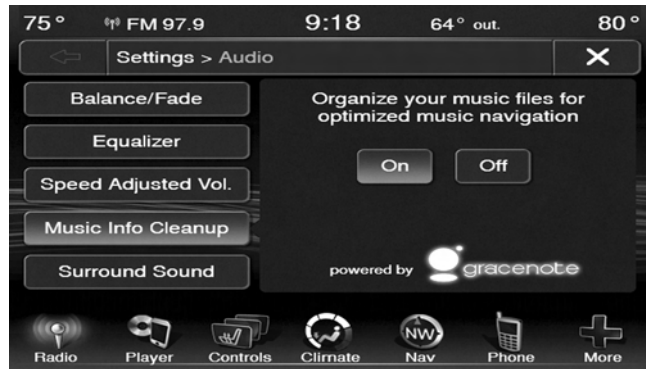 75° FM 97.9 9:18 64° out. 80°
Settings > Audio
Balance/Fade
Equalizer
Speed Adjusted Vol.
Music Info Cleanup
Surround Sound
Organize your music files for
optimized music navigation
On Off
powered by gracenote
NW
Radio Player Controls Climate Nav Phone More